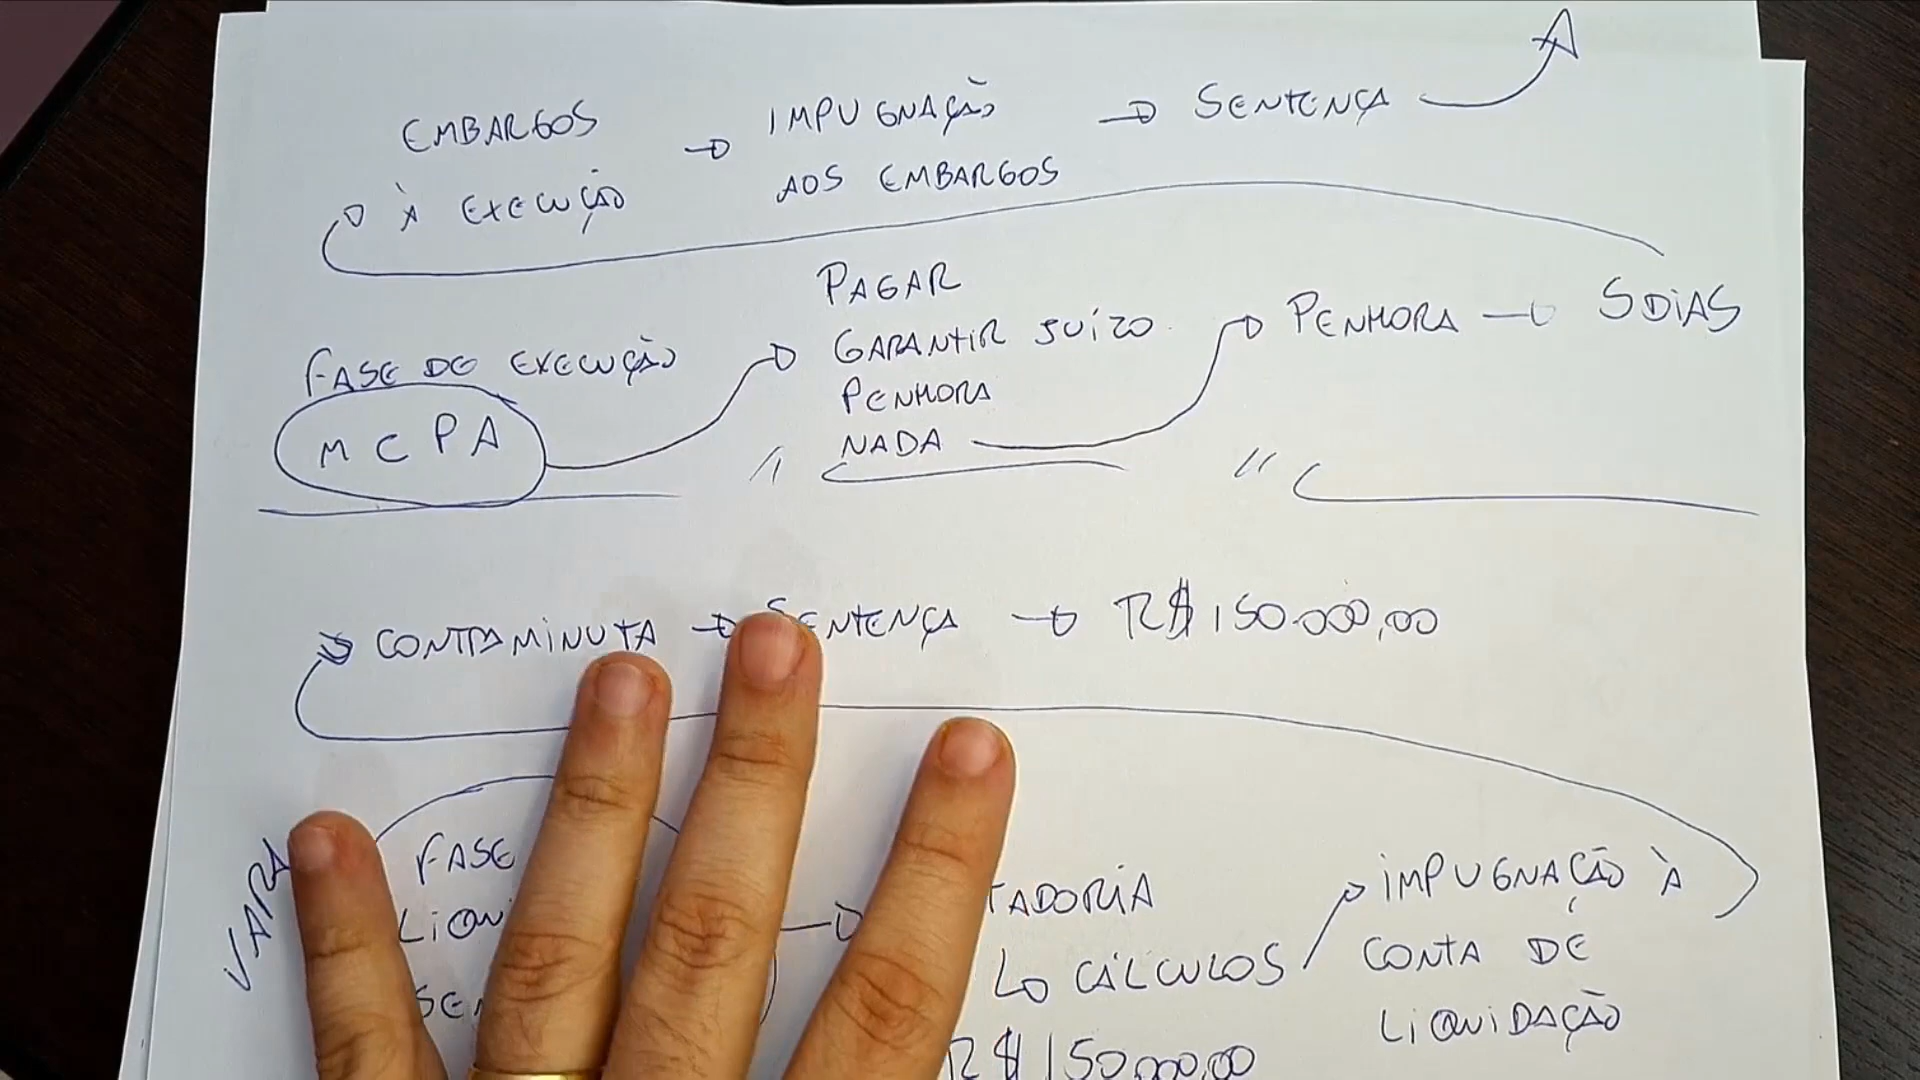 EMBARGOS
À EXECUÇÃO
IMPUGNAÇÃO
AOS EMBARGOS
SENTENÇA
A
FASE DE EXECUÇÃO
MCPA
PAGAR
GARANTIR JUÍZO
PENHORA
NADA
PENHORA
5 DIAS
CONTRAMINUTA
SENTENÇA
R$ 150.000,00
VARA
FASE
CÁLCULOS
R$ 150.000,00
IMPUGNAÇÃO À
CONTA DE
LIQUIDAÇÃO